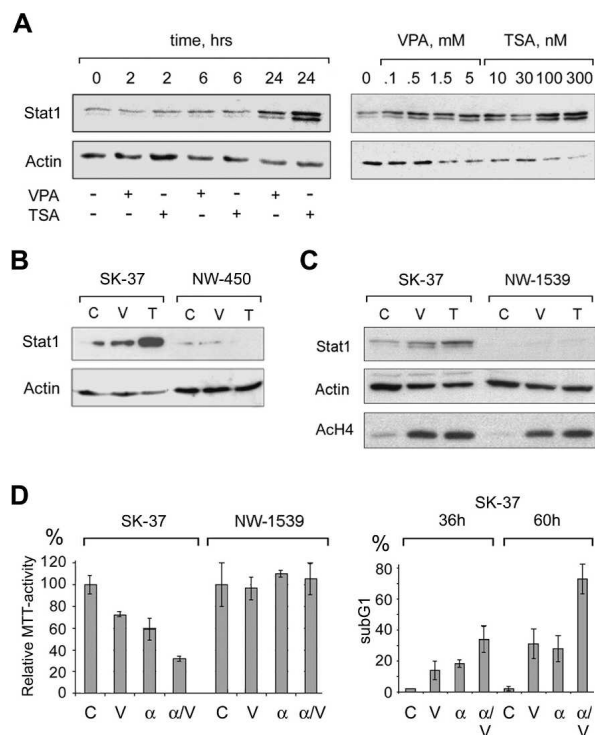 A
time, hrs
VPA, mM TSA, nM
0 2 2 6 6 24 24
0 .1 .5 1.5 5 10 30 100 300
Stat1
Actin
VPA - + - + - + -
TSA - - + - + - +
B
SK-37 NW-450
C V T C V T
Stat1
Actin
C
SK-37 NW-1539
C V T C V T
Stat1
Actin
AcH4
D
% SK-37 NW-1539
Relative MTT-activity
120
100
80
60
40
20
0
C V α α/V C V α α/V
SK-37
% 36h 60h
subG1
80
60
40
20
0
C V α α/V C V α α/V